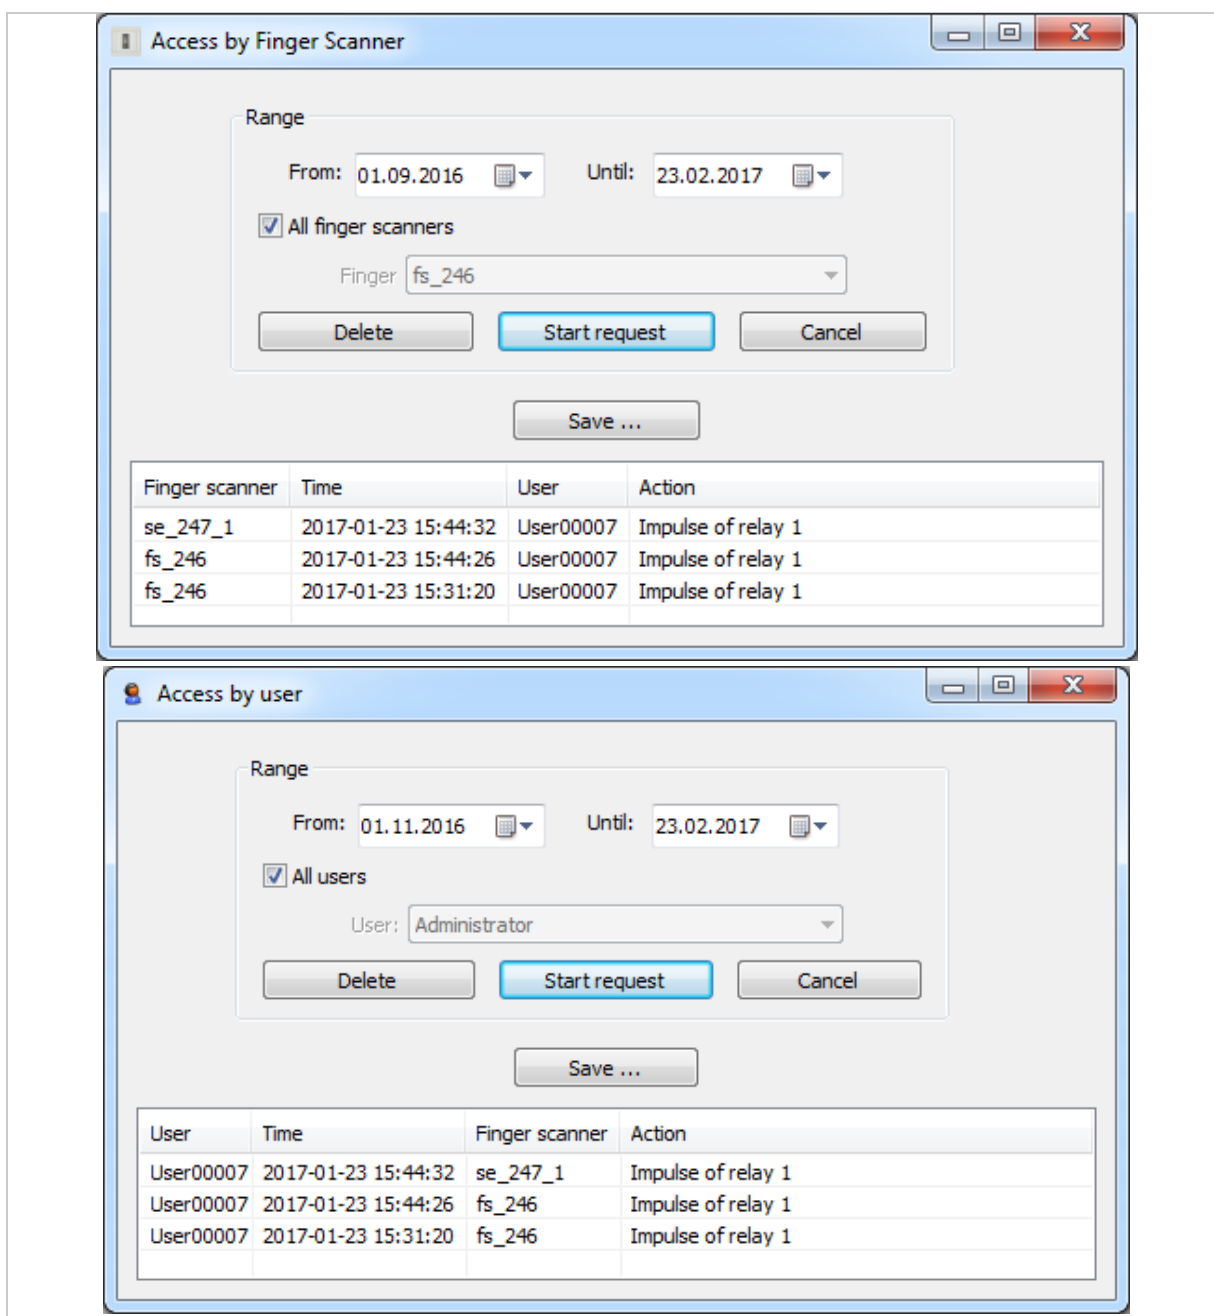 Access by Finger Scanner
Range
From: 01.09.2016 Until: 23.02.2017
All finger scanners
Finger fs_246
Delete Start request Cancel
Save ...
Finger scanner Time User Action
se_247_1 2017-01-23 15:44:32 User00007 Impulse of relay 1
fs_246 2017-01-23 15:44:26 User00007 Impulse of relay 1
fs_246 2017-01-23 15:31:20 User00007 Impulse of relay 1
Access by user
Range
From: 01.11.2016 Until: 23.02.2017
All users
User: Administrator
Delete Start request Cancel
Save ...
User Time Finger scanner Action
User00007 2017-01-23 15:44:32 se_247_1 Impulse of relay 1
User00007 2017-01-23 15:44:26 fs_246 Impulse of relay 1
User00007 2017-01-23 15:31:20 fs_246 Impulse of relay 1